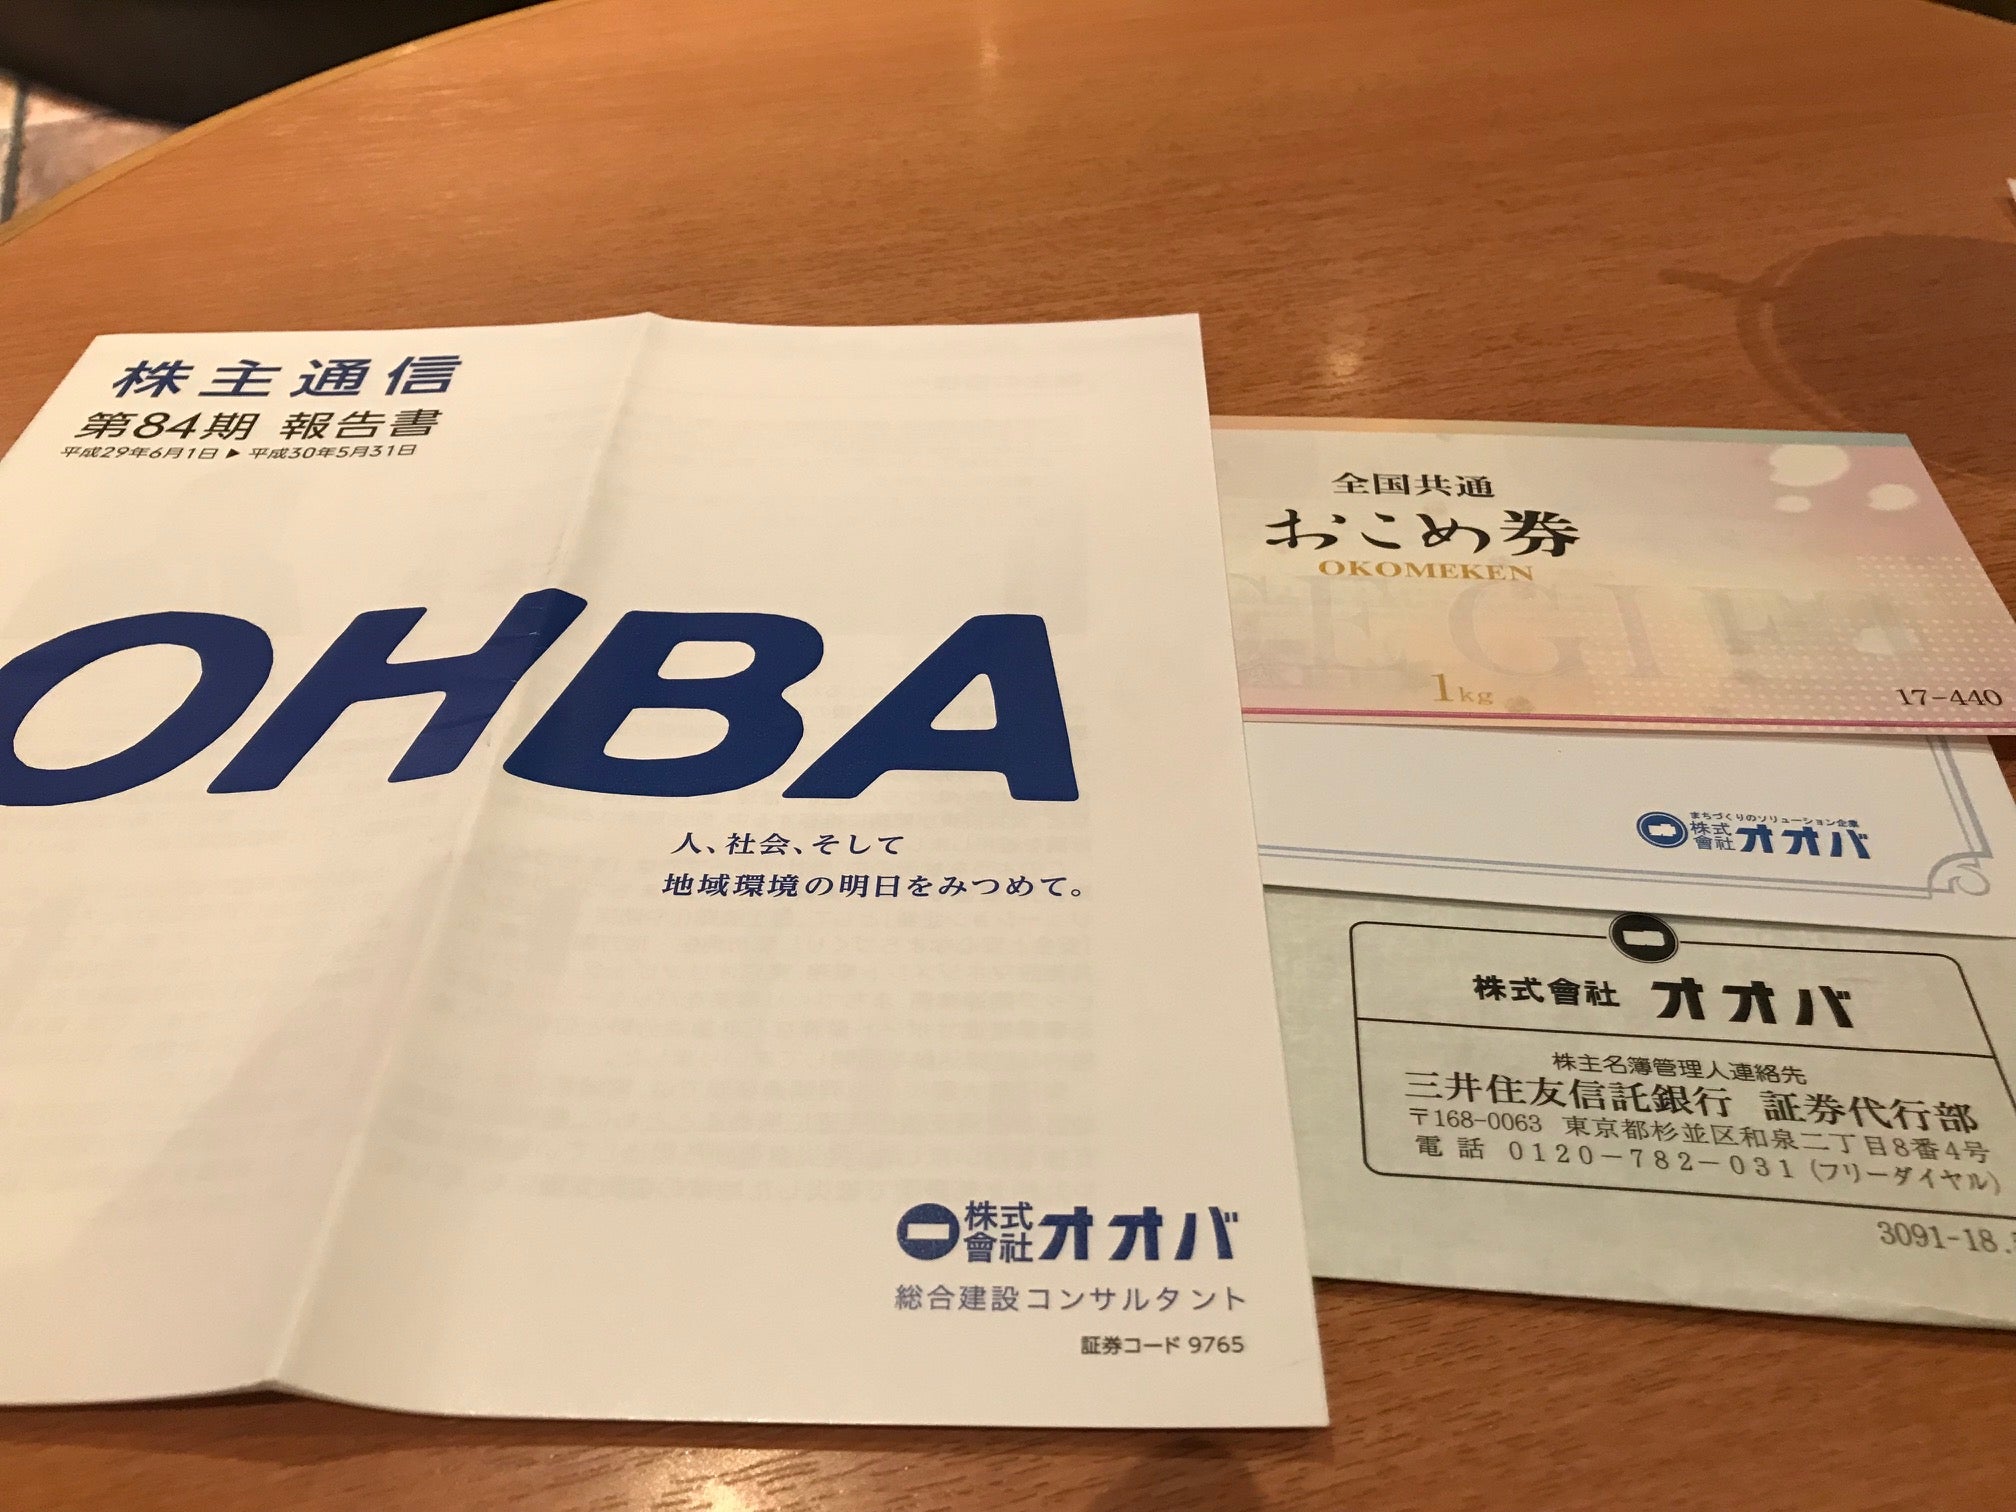 株主通信
第84期 報告書
平成29年6月1日 ▶ 平成30年5月31日
OHBA
人、社会、そして
地域環境の明日をみつめて。
株式會社 オオバ
総合建設コンサルタント
証券コード 9765
全国共通
おこめ券
OKOMEKEN
GIF
1kg
17-440
まちづくりのソリューション企業
株式會社 オオバ
株式會社 オオバ
株主名簿管理人連絡先
三井住友信託銀行 証券代行部
〒168-0063 東京都杉並区和泉二丁目8番4号
電話 0120-782-031 (フリーダイヤル)
3091-18.